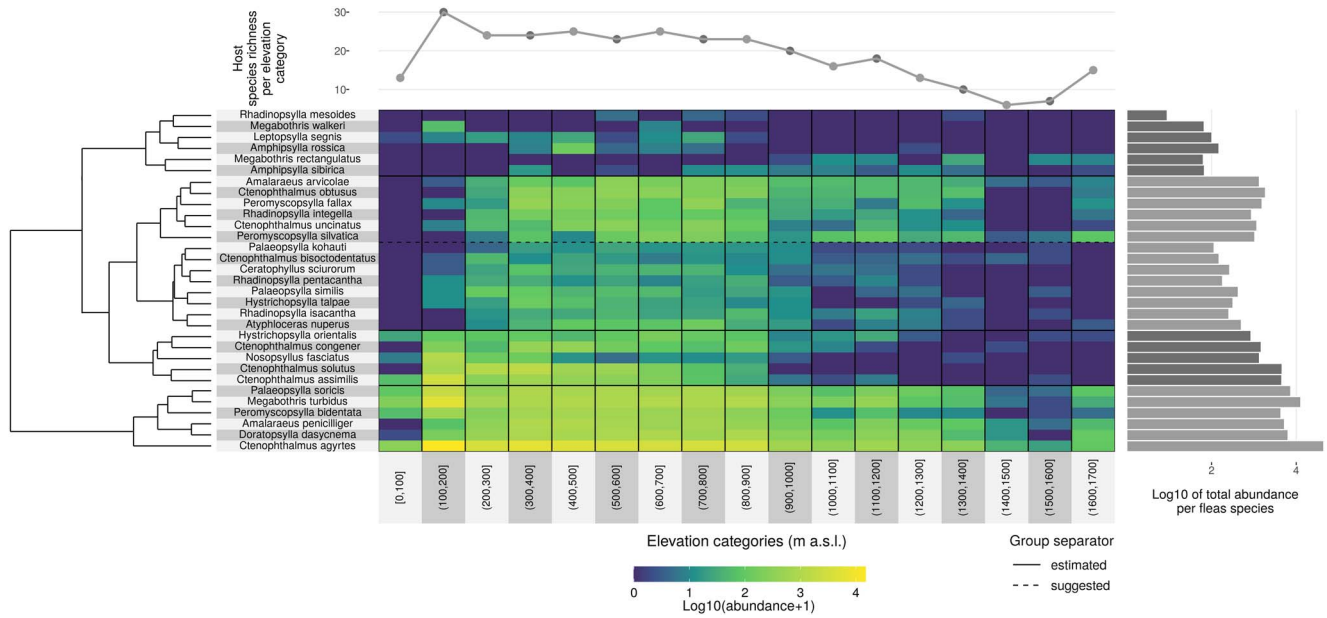 Host
species richness
per elevation
category
30
20
10
Rhadinopsylla mesoides
Megabothris walkeri
Leptopsylla segnis
Amphipsylla rossica
Megabothris rectangulatus
Amphipsylla sibirica
Amalaraeus arvicolae
Ctenophthalmus obtusus
Peromyscopsylla fallax
Rhadinopsylla integella
Ctenophthalmus uncinatus
Peromyscopsylla silvatica
Palaeopsylla kohauti
Ctenophthalmus bisoctodentatus
Ceratophyllus sciurorum
Rhadinopsylla pentacantha
Palaeopsylla similis
Hystrichopsylla talpae
Rhadinopsylla isacantha
Atyphloceras nuperus
Hystrichopsylla orientalis
Ctenophthalmus congener
Nosopsyllus fasciatus
Ctenophthalmus solutus
Ctenophthalmus assimilis
Palaeopsylla soricis
Megabothris turbidus
Peromyscopsylla bidentata
Amalaraeus penicilliger
Doratopsylla dasycnema
Ctenophthalmus agyrtes
[0,100]
(100,200]
(200,300]
(300,400]
(400,500]
(500,600]
(600,700]
(700,800]
(800,900]
(900,1000]
(1000,1100]
(1100,1200]
(1200,1300]
(1300,1400]
(1400,1500]
(1500,1600]
(1600,1700]
2 4
Log10 of total abundance
per fleas species
Elevation categories (m a.s.l.)
0 1 2 3 4
Log10(abundance+1)
Group separator
estimated
suggested